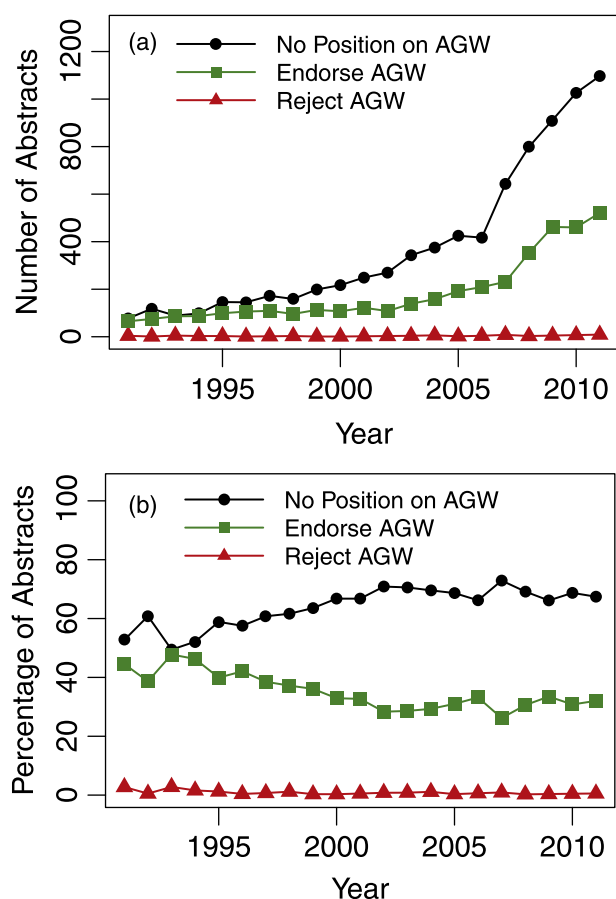 (a)
No Position on AGW
Endorse AGW
Reject AGW
Number of Abstracts
1200
800
400
0
1995 2000 2005 2010
Year
(b)
No Position on AGW
Endorse AGW
Reject AGW
Percentage of Abstracts
100
80
60
40
20
0
1995 2000 2005 2010
Year